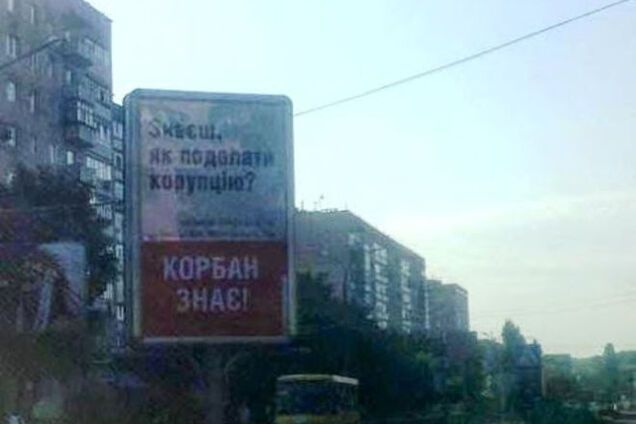 Знаєш,
як подолати
корупцію?
КОРБАН
ЗНАЄ!